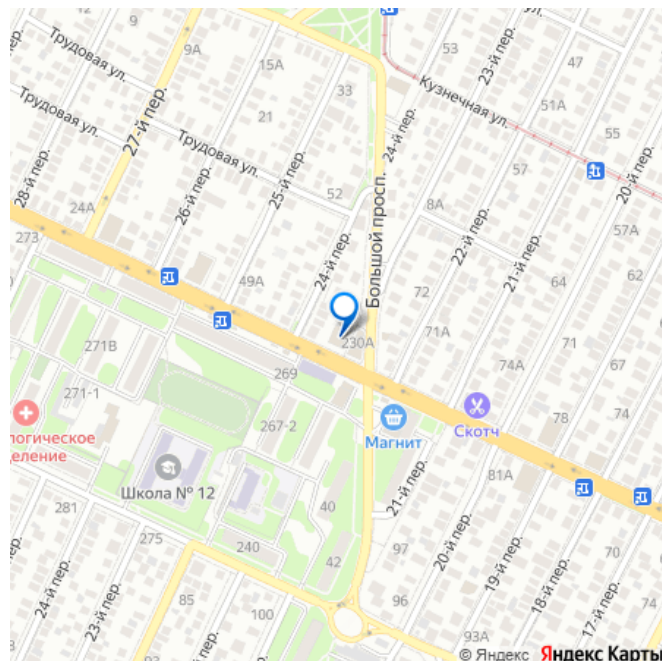 12
9
Трудовая ул.
9А
15А
53
23-й пер.
47
Кузнечная ул.
51А
33
Трудовая ул.
27-й пер.
21
Трудовая ул.
24-й пер.
55
57
20-й пер.
28-й пер.
24А
26-й пер.
25-й пер.
52
Большой просп.
8А
22-й пер.
57А
273
49А
24-й пер.
72
21-й пер.
64
62
271В
230А
71А
74А
71
269
271-1
267-2
Магнит
Скотч
78
74
логическое
деление
Школа № 12
81А
281
40
21-й пер.
275
240
42
97
20-й пер.
19-й пер.
70
24-й пер.
23-й пер.
85
100
96
93А
18-й пер.
17-й пер.
74
© Яндекс Яндекс Карты